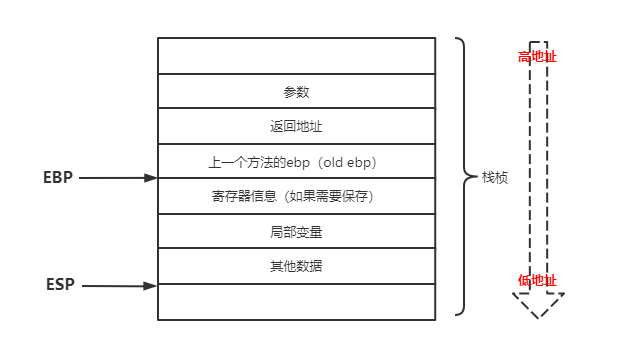 高地址
参数
返回地址
上一个方法的ebp（old ebp）
EBP
栈桢
寄存器信息（如果需要保存）
局部变量
其他数据
低地址
ESP